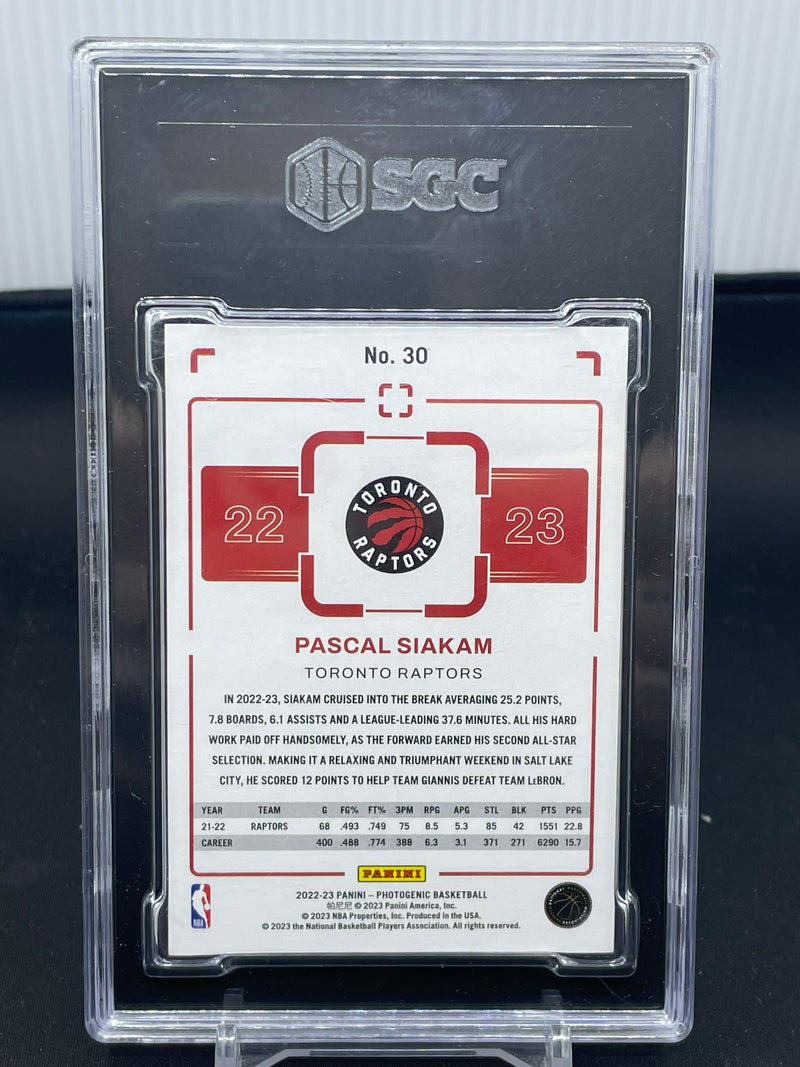 SGC
No. 30
22
TORONTO RAPTORS
23
PASCAL SIAKAM
TORONTO RAPTORS
IN 2022-23, SIAKAM CRUISED INTO THE BREAK AVERAGING 25.2 POINTS,
7.8 BOARDS, 6.1 ASSISTS AND A LEAGUE-LEADING 37.6 MINUTES. ALL HIS HARD
WORK PAID OFF HANDSOMELY, AS THE FORWARD EARNED HIS SECOND ALL-STAR
SELECTION. MAKING IT A RELAXING AND TRIUMPHANT WEEKEND IN SALT LAKE
CITY, HE SCORED 12 POINTS TO HELP TEAM GIANNIS DEFEAT TEAM LeBRON.
YEAR TEAM G FG% FT% 3PM RPG APG STL BLK PTS PPG
21-22 RAPTORS 68 .493 .749 75 8.5 5.3 85 42 1551 22.8
CAREER 400 .488 .774 388 6.3 3.1 371 271 6290 15.7
PANINI
2022-23 PANINI – PHOTOGENIC BASKETBALL
帕尼尼 © 2023 Panini America, Inc.
© 2023 NBA Properties, Inc. Produced in the USA.
© 2023 the National Basketball Players Association. All rights reserved.
NBA